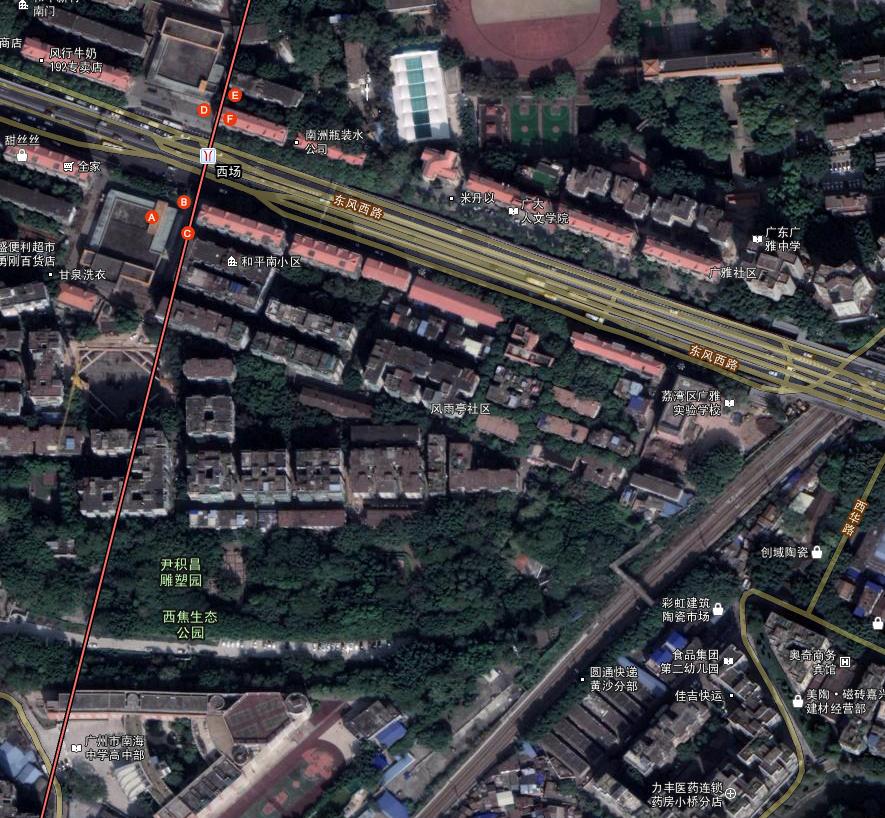 南门
商店
风行牛奶
192专卖店
E
D
F
南洲瓶装水
公司
甜丝丝
全家
西场
B
A
C
东风西路
米丹以
广大
人文学院
广东广
雅中学
广雅社区
盛便利超市
勇刚百货店
甘泉洗衣
和平南小区
东风西路
荔湾区广雅
实验学校
风雨亭社区
西华路
创域陶瓷
尹积昌
雕塑园
西焦生态
公园
彩虹建筑
陶瓷市场
食品集团
第二幼儿园
奥奇商务
宾馆
H
圆通快递
黄沙分部
佳吉快运
美陶·磁砖嘉兴
建材经营部
广州市南海
中学高中部
力丰医药连锁
药房小桥分店